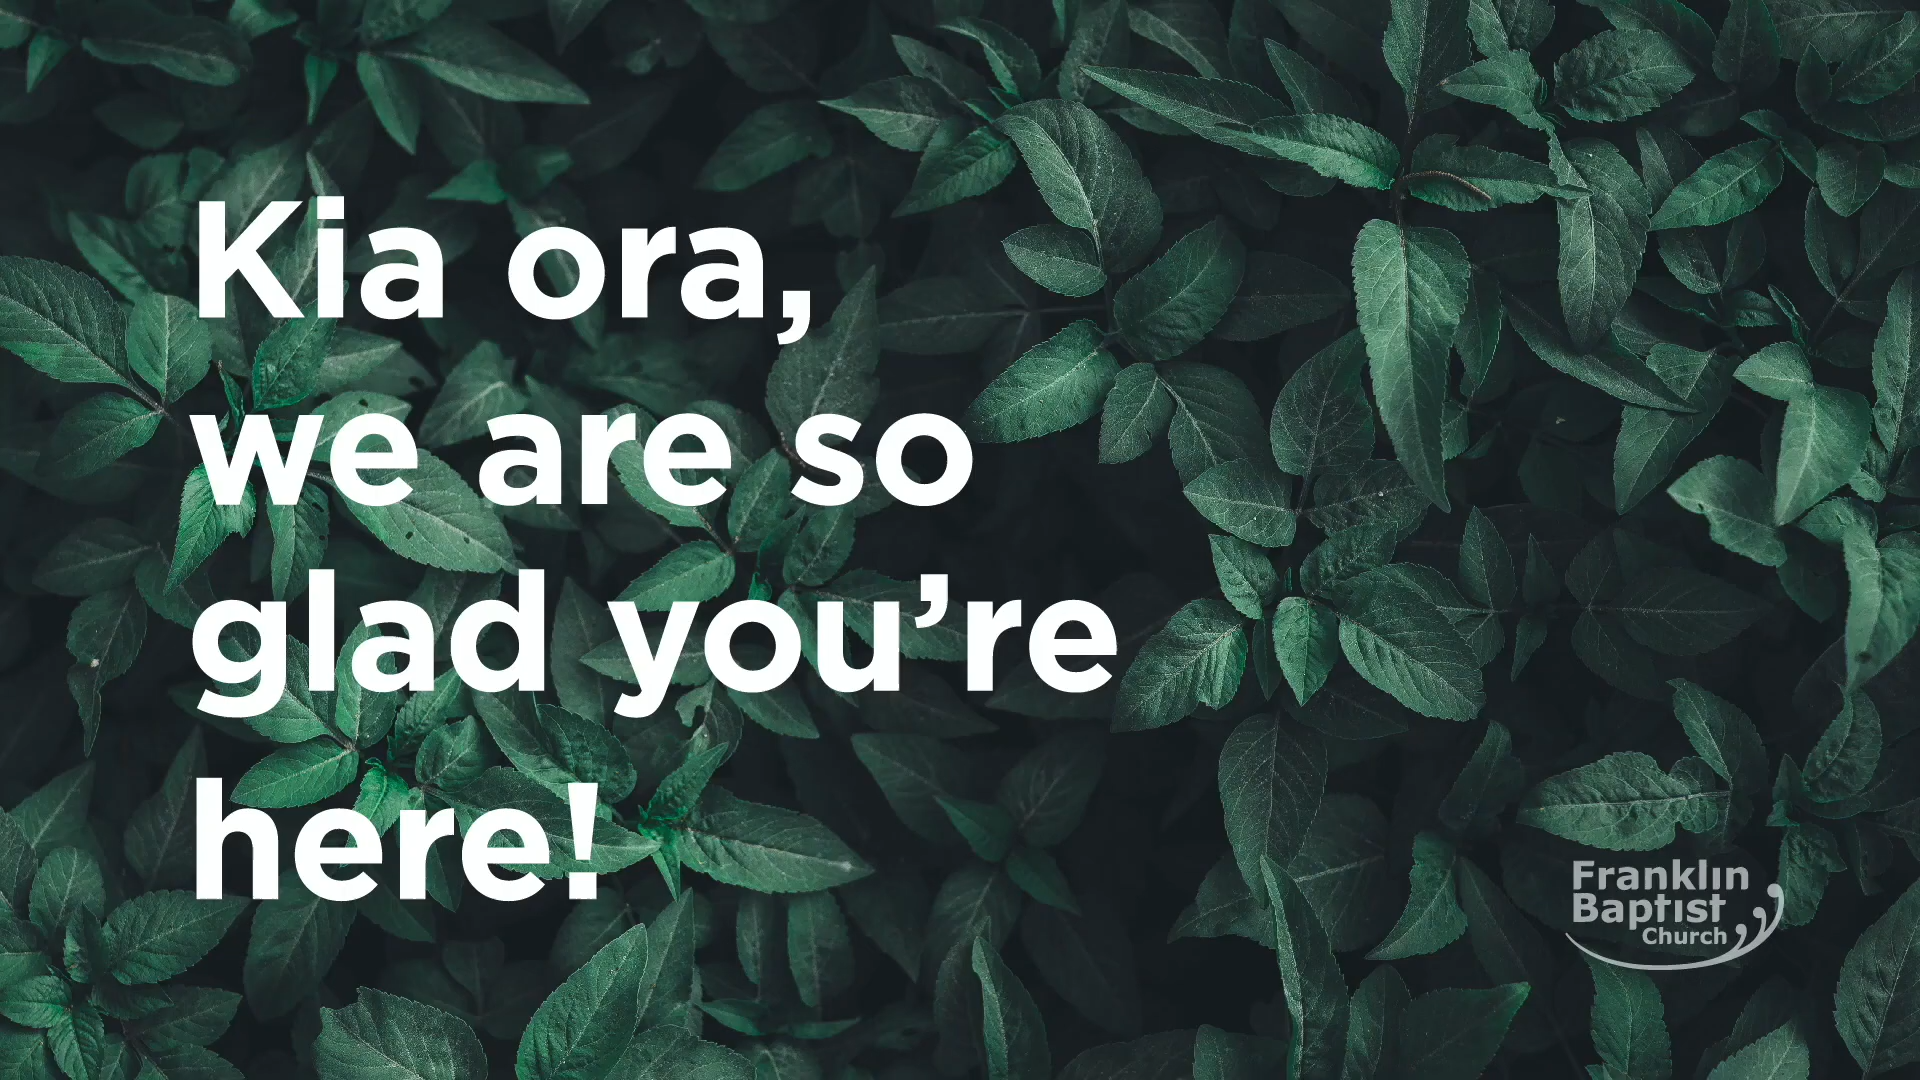 Kia ora,
we are so
glad you’re
here!
Franklin
Baptist
Church